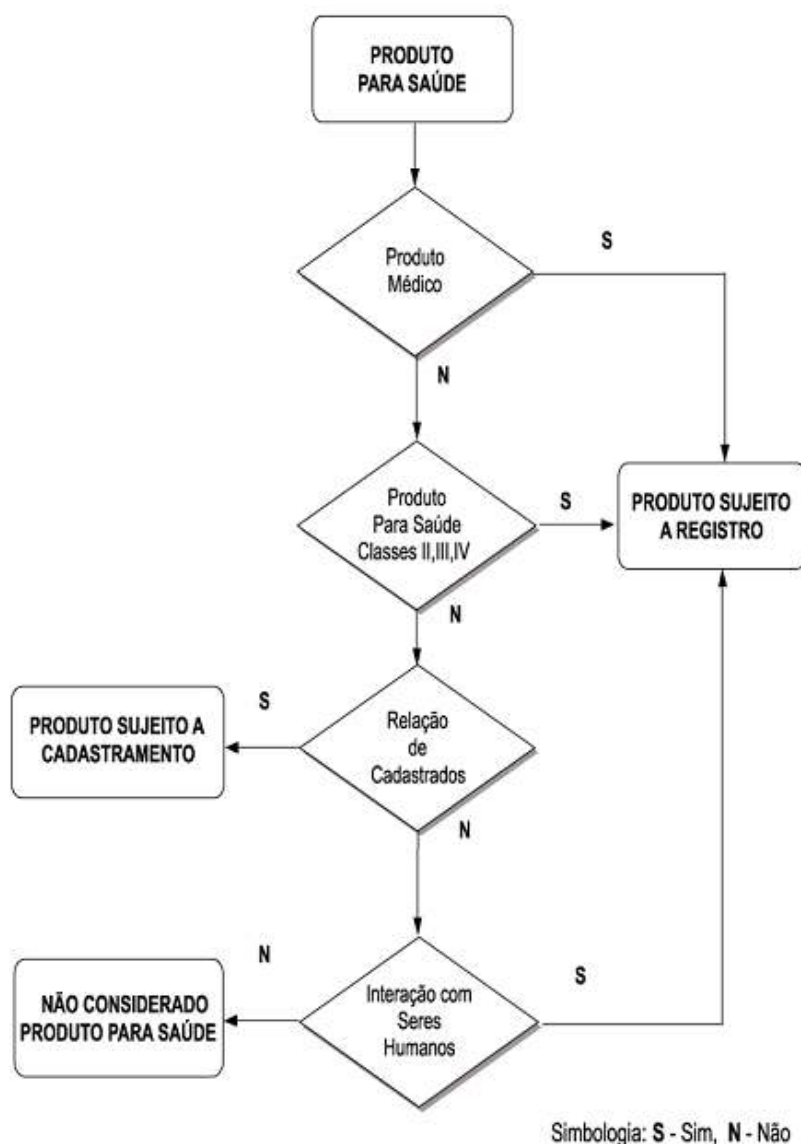 PRODUTO
PARA SAÚDE
Produto
Médico
S
N
Produto
Para Saúde
Classes II,III,IV
S
PRODUTO SUJEITO
A REGISTRO
N
Relação
de
Cadastrados
S
PRODUTO SUJEITO A
CADASTRAMENTO
N
Interação com
Seres
Humanos
N
NÃO CONSIDERADO
PRODUTO PARA SAÚDE
S
Simbologia: S - Sim, N - Não